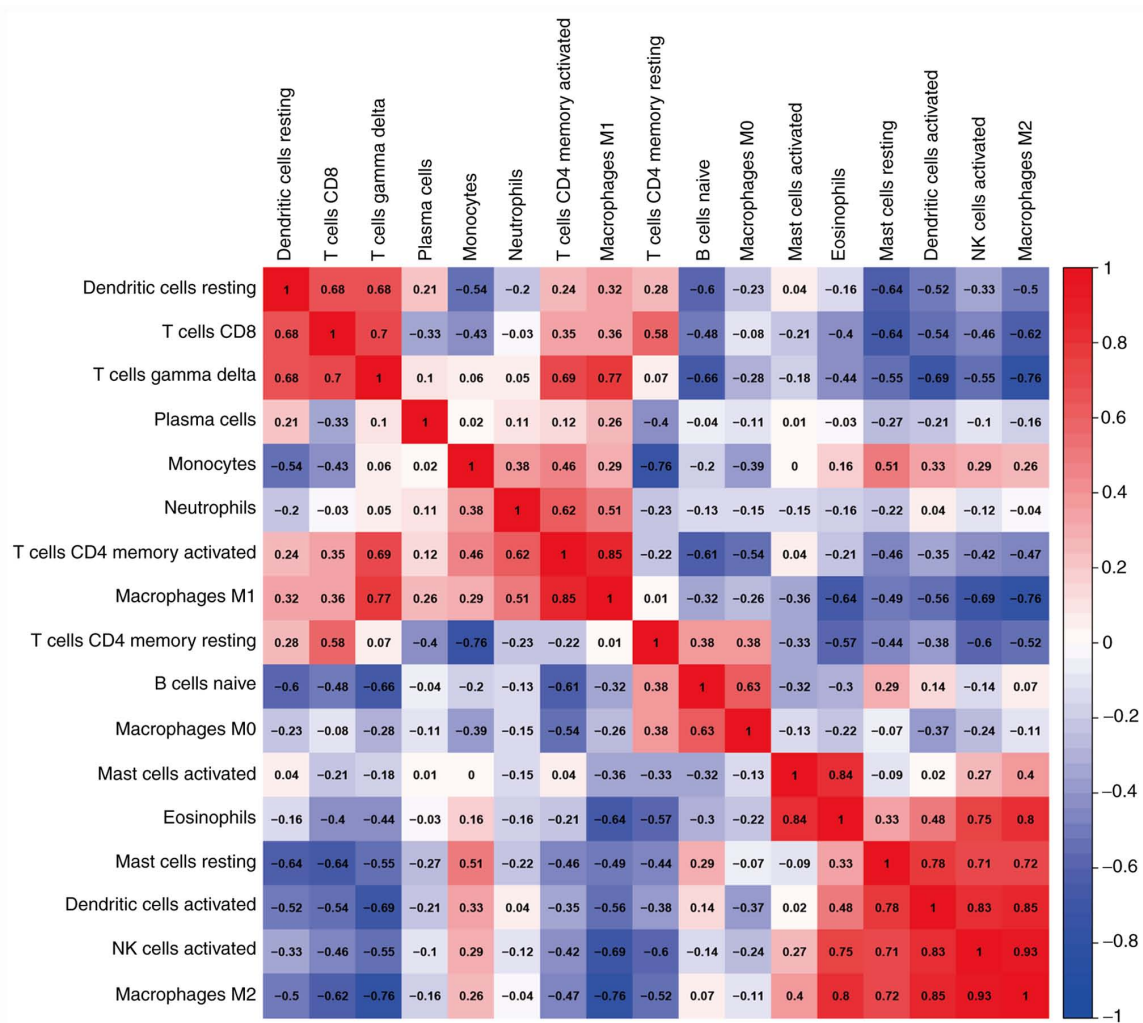 Dendritic cells resting
T cells CD8
T cells gamma delta
Plasma cells
Monocytes
Neutrophils
T cells CD4 memory activated
Macrophages M1
T cells CD4 memory resting
B cells naive
Macrophages M0
Mast cells activated
Eosinophils
Mast cells resting
Dendritic cells activated
NK cells activated
Macrophages M2
Dendritic cells resting 1 0.68 0.68 0.21 −0.54 −0.2 0.24 0.32 0.28 −0.6 −0.23 0.04 −0.16 −0.64 −0.52 −0.33 −0.5
T cells CD8 0.68 1 0.7 −0.33 −0.43 −0.03 0.35 0.36 0.58 −0.48 −0.08 −0.21 −0.4 −0.64 −0.54 −0.46 −0.62
T cells gamma delta 0.68 0.7 1 0.1 0.06 0.05 0.69 0.77 0.07 −0.66 −0.28 −0.18 −0.44 −0.55 −0.69 −0.55 −0.76
Plasma cells 0.21 −0.33 0.1 1 0.02 0.11 0.12 0.26 −0.4 −0.04 −0.11 0.01 −0.03 −0.27 −0.21 −0.1 −0.16
Monocytes −0.54 −0.43 0.06 0.02 1 0.38 0.46 0.29 −0.76 −0.2 −0.39 0 0.16 0.51 0.33 0.29 0.26
Neutrophils −0.2 −0.03 0.05 0.11 0.38 1 0.62 0.51 −0.23 −0.13 −0.15 −0.15 −0.16 −0.22 0.04 −0.12 −0.04
T cells CD4 memory activated 0.24 0.35 0.69 0.12 0.46 0.62 1 0.85 −0.22 −0.61 −0.54 0.04 −0.21 −0.46 −0.35 −0.42 −0.47
Macrophages M1 0.32 0.36 0.77 0.26 0.29 0.51 0.85 1 0.01 −0.32 −0.26 −0.36 −0.64 −0.49 −0.56 −0.69 −0.76
T cells CD4 memory resting 0.28 0.58 0.07 −0.4 −0.76 −0.23 −0.22 0.01 1 0.38 0.38 −0.33 −0.57 −0.44 −0.38 −0.6 −0.52
B cells naive −0.6 −0.48 −0.66 −0.04 −0.2 −0.13 −0.61 −0.32 0.38 1 0.63 −0.32 −0.3 0.29 0.14 −0.14 0.07
Macrophages M0 −0.23 −0.08 −0.28 −0.11 −0.39 −0.15 −0.54 −0.26 0.38 0.63 1 −0.13 −0.22 −0.07 −0.37 −0.24 −0.11
Mast cells activated 0.04 −0.21 −0.18 0.01 0 −0.15 0.04 −0.36 −0.33 −0.32 −0.13 1 0.84 −0.09 0.02 0.27 0.4
Eosinophils −0.16 −0.4 −0.44 −0.03 0.16 −0.16 −0.21 −0.64 −0.57 −0.3 −0.22 0.84 1 0.33 0.48 0.75 0.8
Mast cells resting −0.64 −0.64 −0.55 −0.27 0.51 −0.22 −0.46 −0.49 −0.44 0.29 −0.07 −0.09 0.33 1 0.78 0.71 0.72
Dendritic cells activated −0.52 −0.54 −0.69 −0.21 0.33 0.04 −0.35 −0.56 −0.38 0.14 −0.37 0.02 0.48 0.78 1 0.83 0.85
NK cells activated −0.33 −0.46 −0.55 −0.1 0.29 −0.12 −0.42 −0.69 −0.6 −0.14 −0.24 0.27 0.75 0.71 0.83 1 0.93
Macrophages M2 −0.5 −0.62 −0.76 −0.16 0.26 −0.04 −0.47 −0.76 −0.52 0.07 −0.11 0.4 0.8 0.72 0.85 0.93 1
1
0.8
0.6
0.4
0.2
0
−0.2
−0.4
−0.6
−0.8
−1